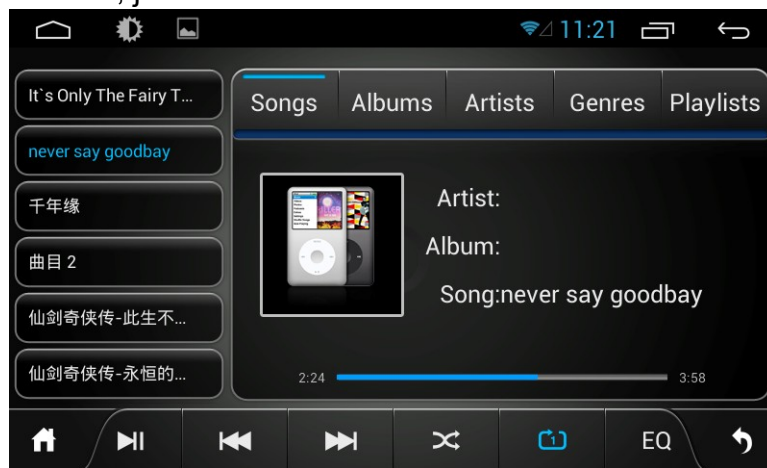 11:21
It`s Only The Fairy T...
never say goodbay
千年缘
曲目 2
仙剑奇侠传-此生不...
仙剑奇侠传-永恒的...
Songs Albums Artists Genres Playlists
Artist:
Album:
Song:never say goodbay
2:24 3:58
1
EQ